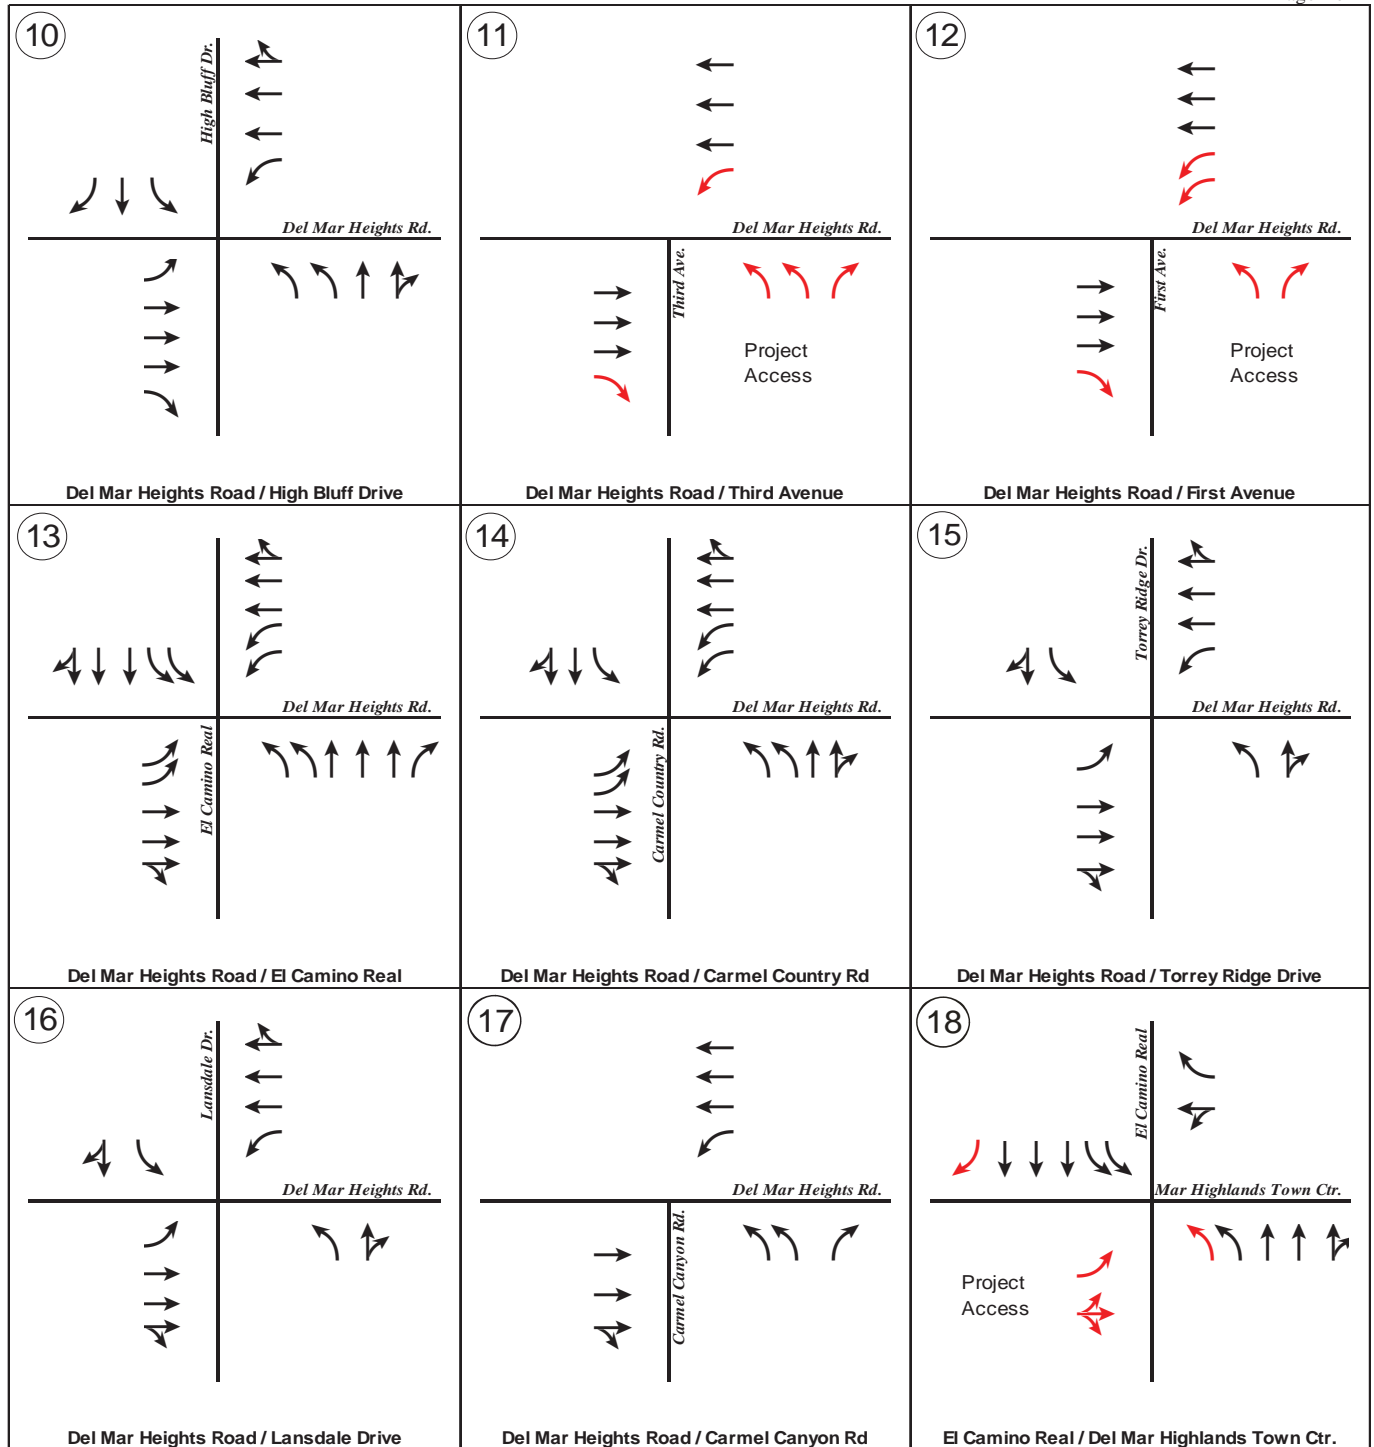 10
High Bluff Dr.
Del Mar Heights Rd.
Del Mar Heights Road / High Bluff Drive
11
Del Mar Heights Rd.
Third Ave.
Project
Access
Del Mar Heights Road / Third Avenue
12
Del Mar Heights Rd.
First Ave.
Project
Access
Del Mar Heights Road / First Avenue
13
Del Mar Heights Rd.
El Camino Real
Del Mar Heights Road / El Camino Real
14
Del Mar Heights Rd.
Carmel Country Rd.
Del Mar Heights Road / Carmel Country Rd
15
Torrey Ridge Dr.
Del Mar Heights Rd.
Del Mar Heights Road / Torrey Ridge Drive
16
Lansdale Dr.
Del Mar Heights Rd.
Del Mar Heights Road / Lansdale Drive
17
Del Mar Heights Rd.
Carmel Canyon Rd.
Del Mar Heights Road / Carmel Canyon Rd
18
El Camino Real
Mar Highlands Town Ctr.
Project
Access
El Camino Real / Del Mar Highlands Town Ctr.